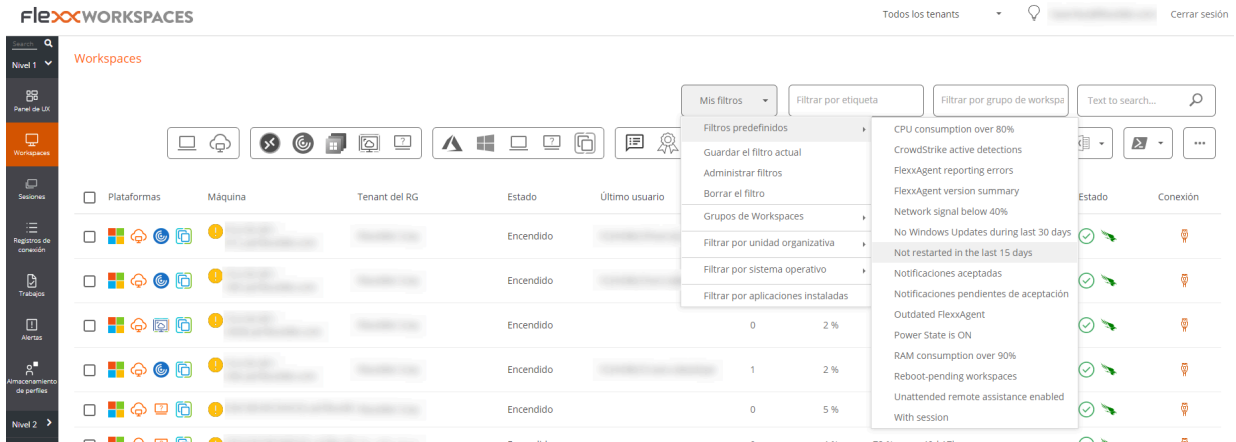 FlexxWORKSPACES
Todos los tenants
Cerrar sesión
Search
Nivel 1
Panel de UX
Workspaces
Sesiones
Registros de
conexión
Trabajos
Alertas
Almacenamiento
de perfiles
Nivel 2
Workspaces
Mis filtros
Filtrar por etiqueta
Filtrar por grupo de workspa
Text to search...
Filtros predefinidos
Guardar el filtro actual
Administrar filtros
Borrar el filtro
Grupos de Workspaces
Filtrar por unidad organizativa
Filtrar por sistema operativo
Filtrar por aplicaciones instaladas
CPU consumption over 80%
CrowdStrike active detections
FlexxAgent reporting errors
FlexxAgent version summary
Network signal below 40%
No Windows Updates during last 30 days
Not restarted in the last 15 days
Notificaciones aceptadas
Notificaciones pendientes de aceptación
Outdated FlexxAgent
Power State is ON
RAM consumption over 90%
Reboot-pending workspaces
Unattended remote assistance enabled
With session
Plataformas Máquina Tenant del RG Estado Último usuario Estado Conexión
Encendido
Encendido
Encendido 0 2 %
Encendido 1 2 %
Encendido 0 5 %